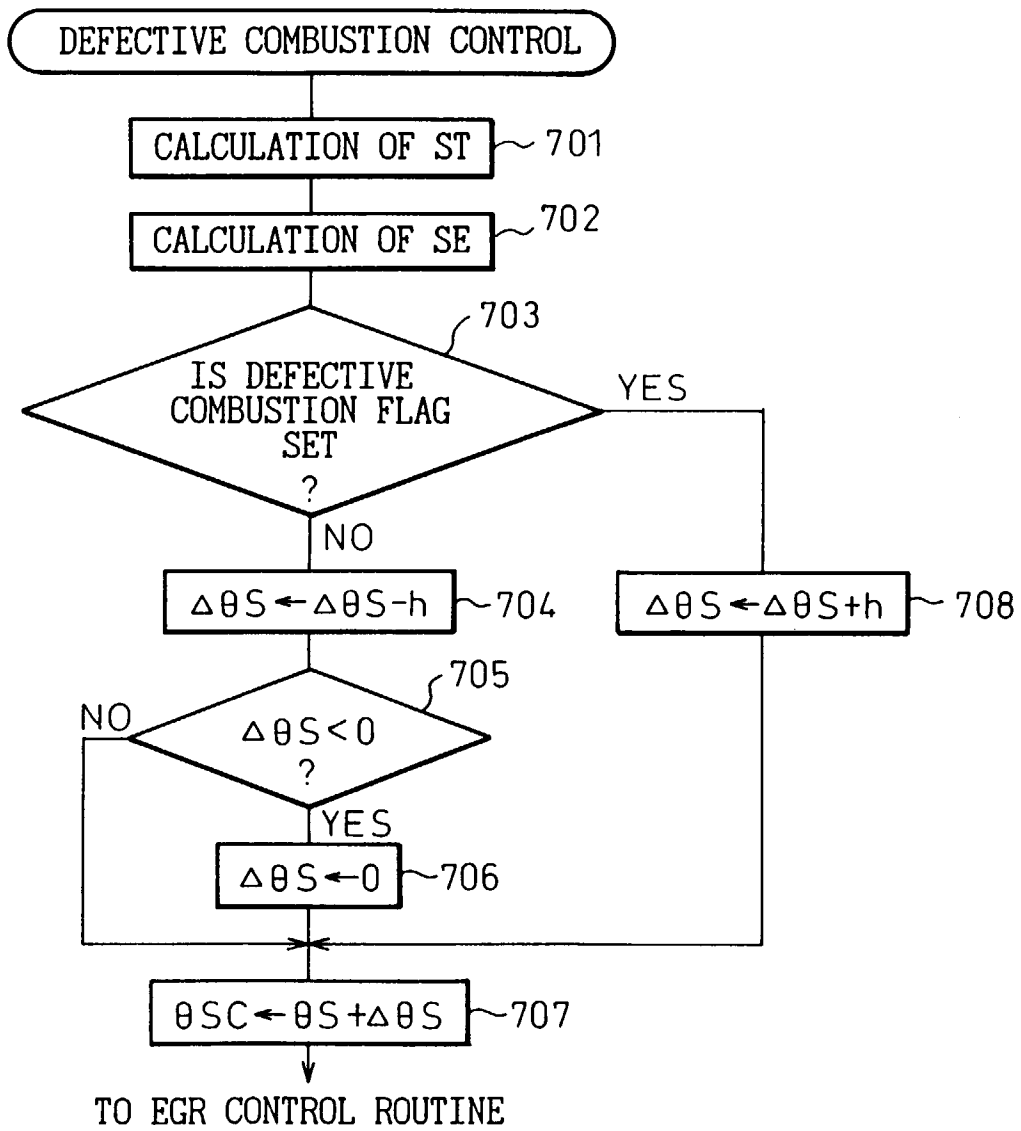 DEFECTIVE COMBUSTION CONTROL
CALCULATION OF ST
701
CALCULATION OF SE
702
703
IS DEFECTIVE
COMBUSTION FLAG
SET
?
YES
NO
ΔθS←ΔθS-h
704
ΔθS←ΔθS+h
708
705
NO
ΔθS<0
?
YES
ΔθS←0
706
θSC←θS+ΔθS
707
TO EGR CONTROL ROUTINE